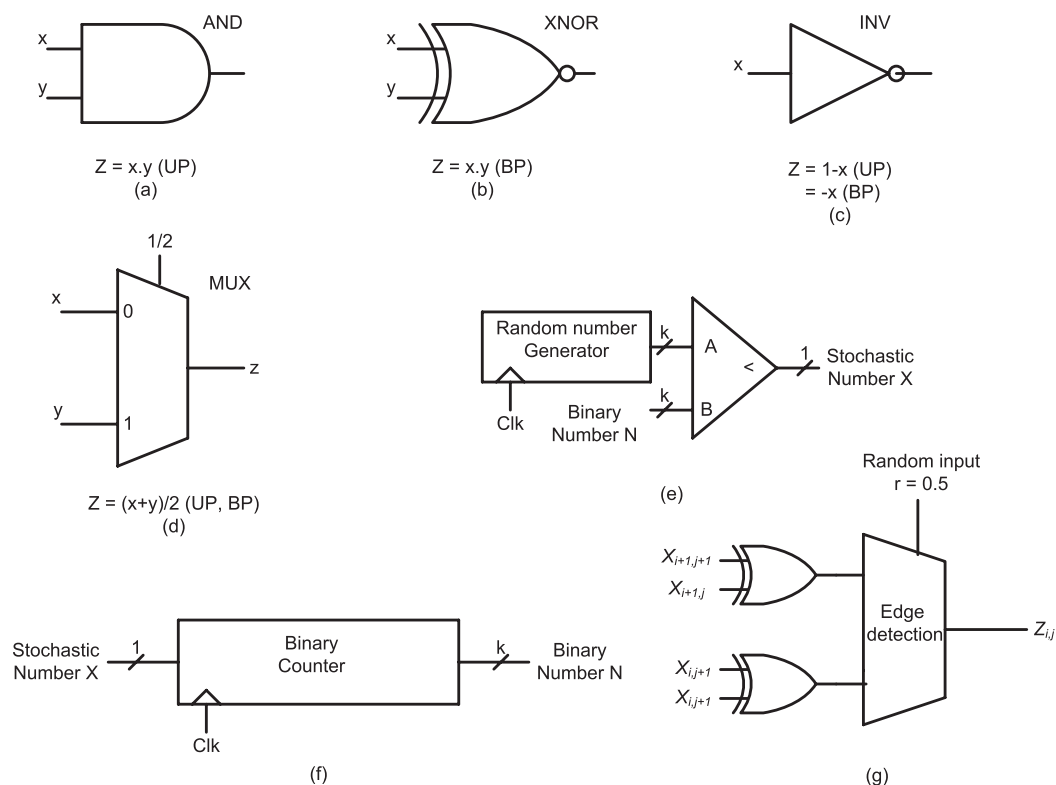 AND
x
y
Z = x.y (UP)
(a)
XNOR
x
y
Z = x.y (BP)
(b)
INV
x
Z = 1-x (UP)
= -x (BP)
(c)
1/2
MUX
x
0
z
y
1
Z = (x+y)/2 (UP, BP)
(d)
Random number
Generator
Clk
k
A
<
k
B
Binary
Number N
1
Stochastic
Number X
(e)
Stochastic
Number X
1
Binary
Counter
Clk
k
Binary
Number N
(f)
Random input
r = 0.5
X_{i+1,j+1}
X_{i+1,j}
Edge
detection
Z_{i,j}
X_{i,j+1}
X_{i,j+1}
(g)